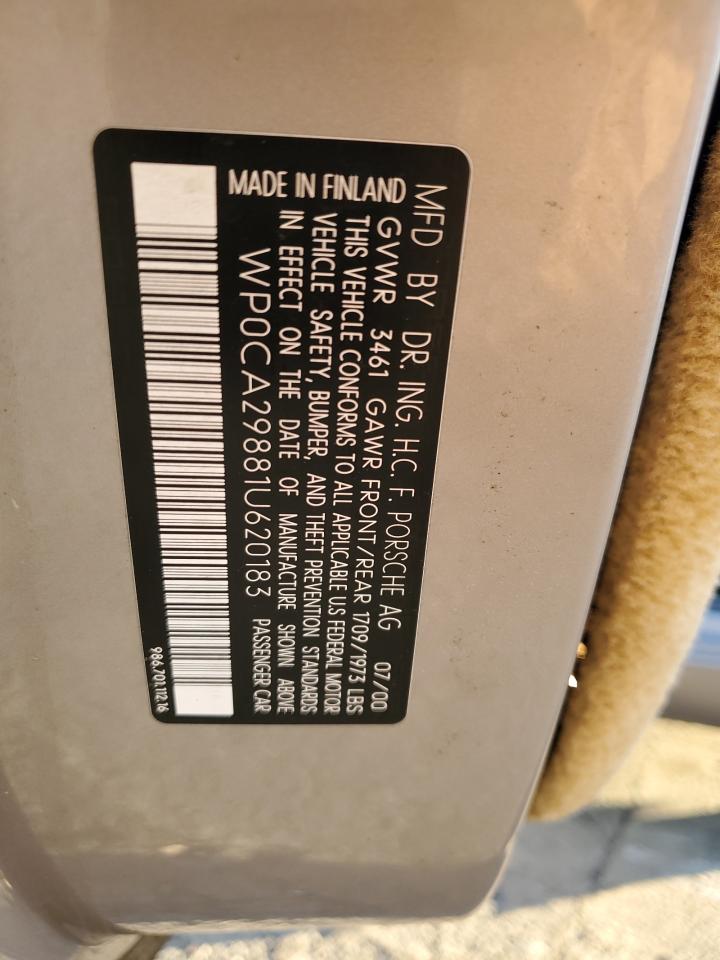 MFD BY DR. ING. H.C. F. PORSCHE AG 07/00
GVWR 3461 GAWR FRONT/REAR 1709/1973 LBS
THIS VEHICLE CONFORMS TO ALL APPLICABLE U.S FEDERAL MOTOR
VEHICLE SAFETY, BUMPER, AND THEFT PREVENTION STANDARDS
IN EFFECT ON THE DATE OF MANUFACTURE SHOWN ABOVE
MADE IN FINLAND
WP0CA29881U620183 PASSENGER CAR
986.701.112.16